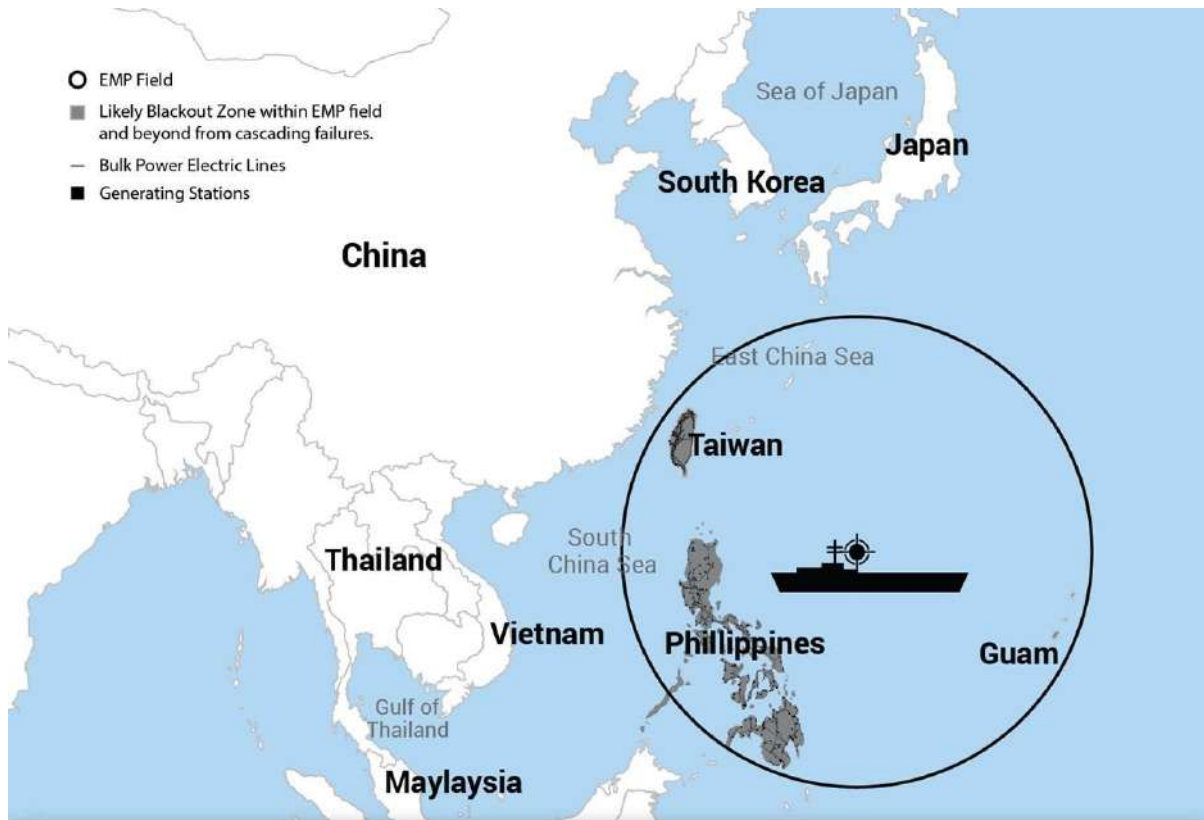 EMP Field
Likely Blackout Zone within EMP field
and beyond from cascading failures.
Bulk Power Electric Lines
Generating Stations
Sea of Japan
Japan
South Korea
China
East China Sea
Taiwan
South
China Sea
Thailand
Vietnam
Phillippines
Guam
Gulf of
Thailand
Maylaysia